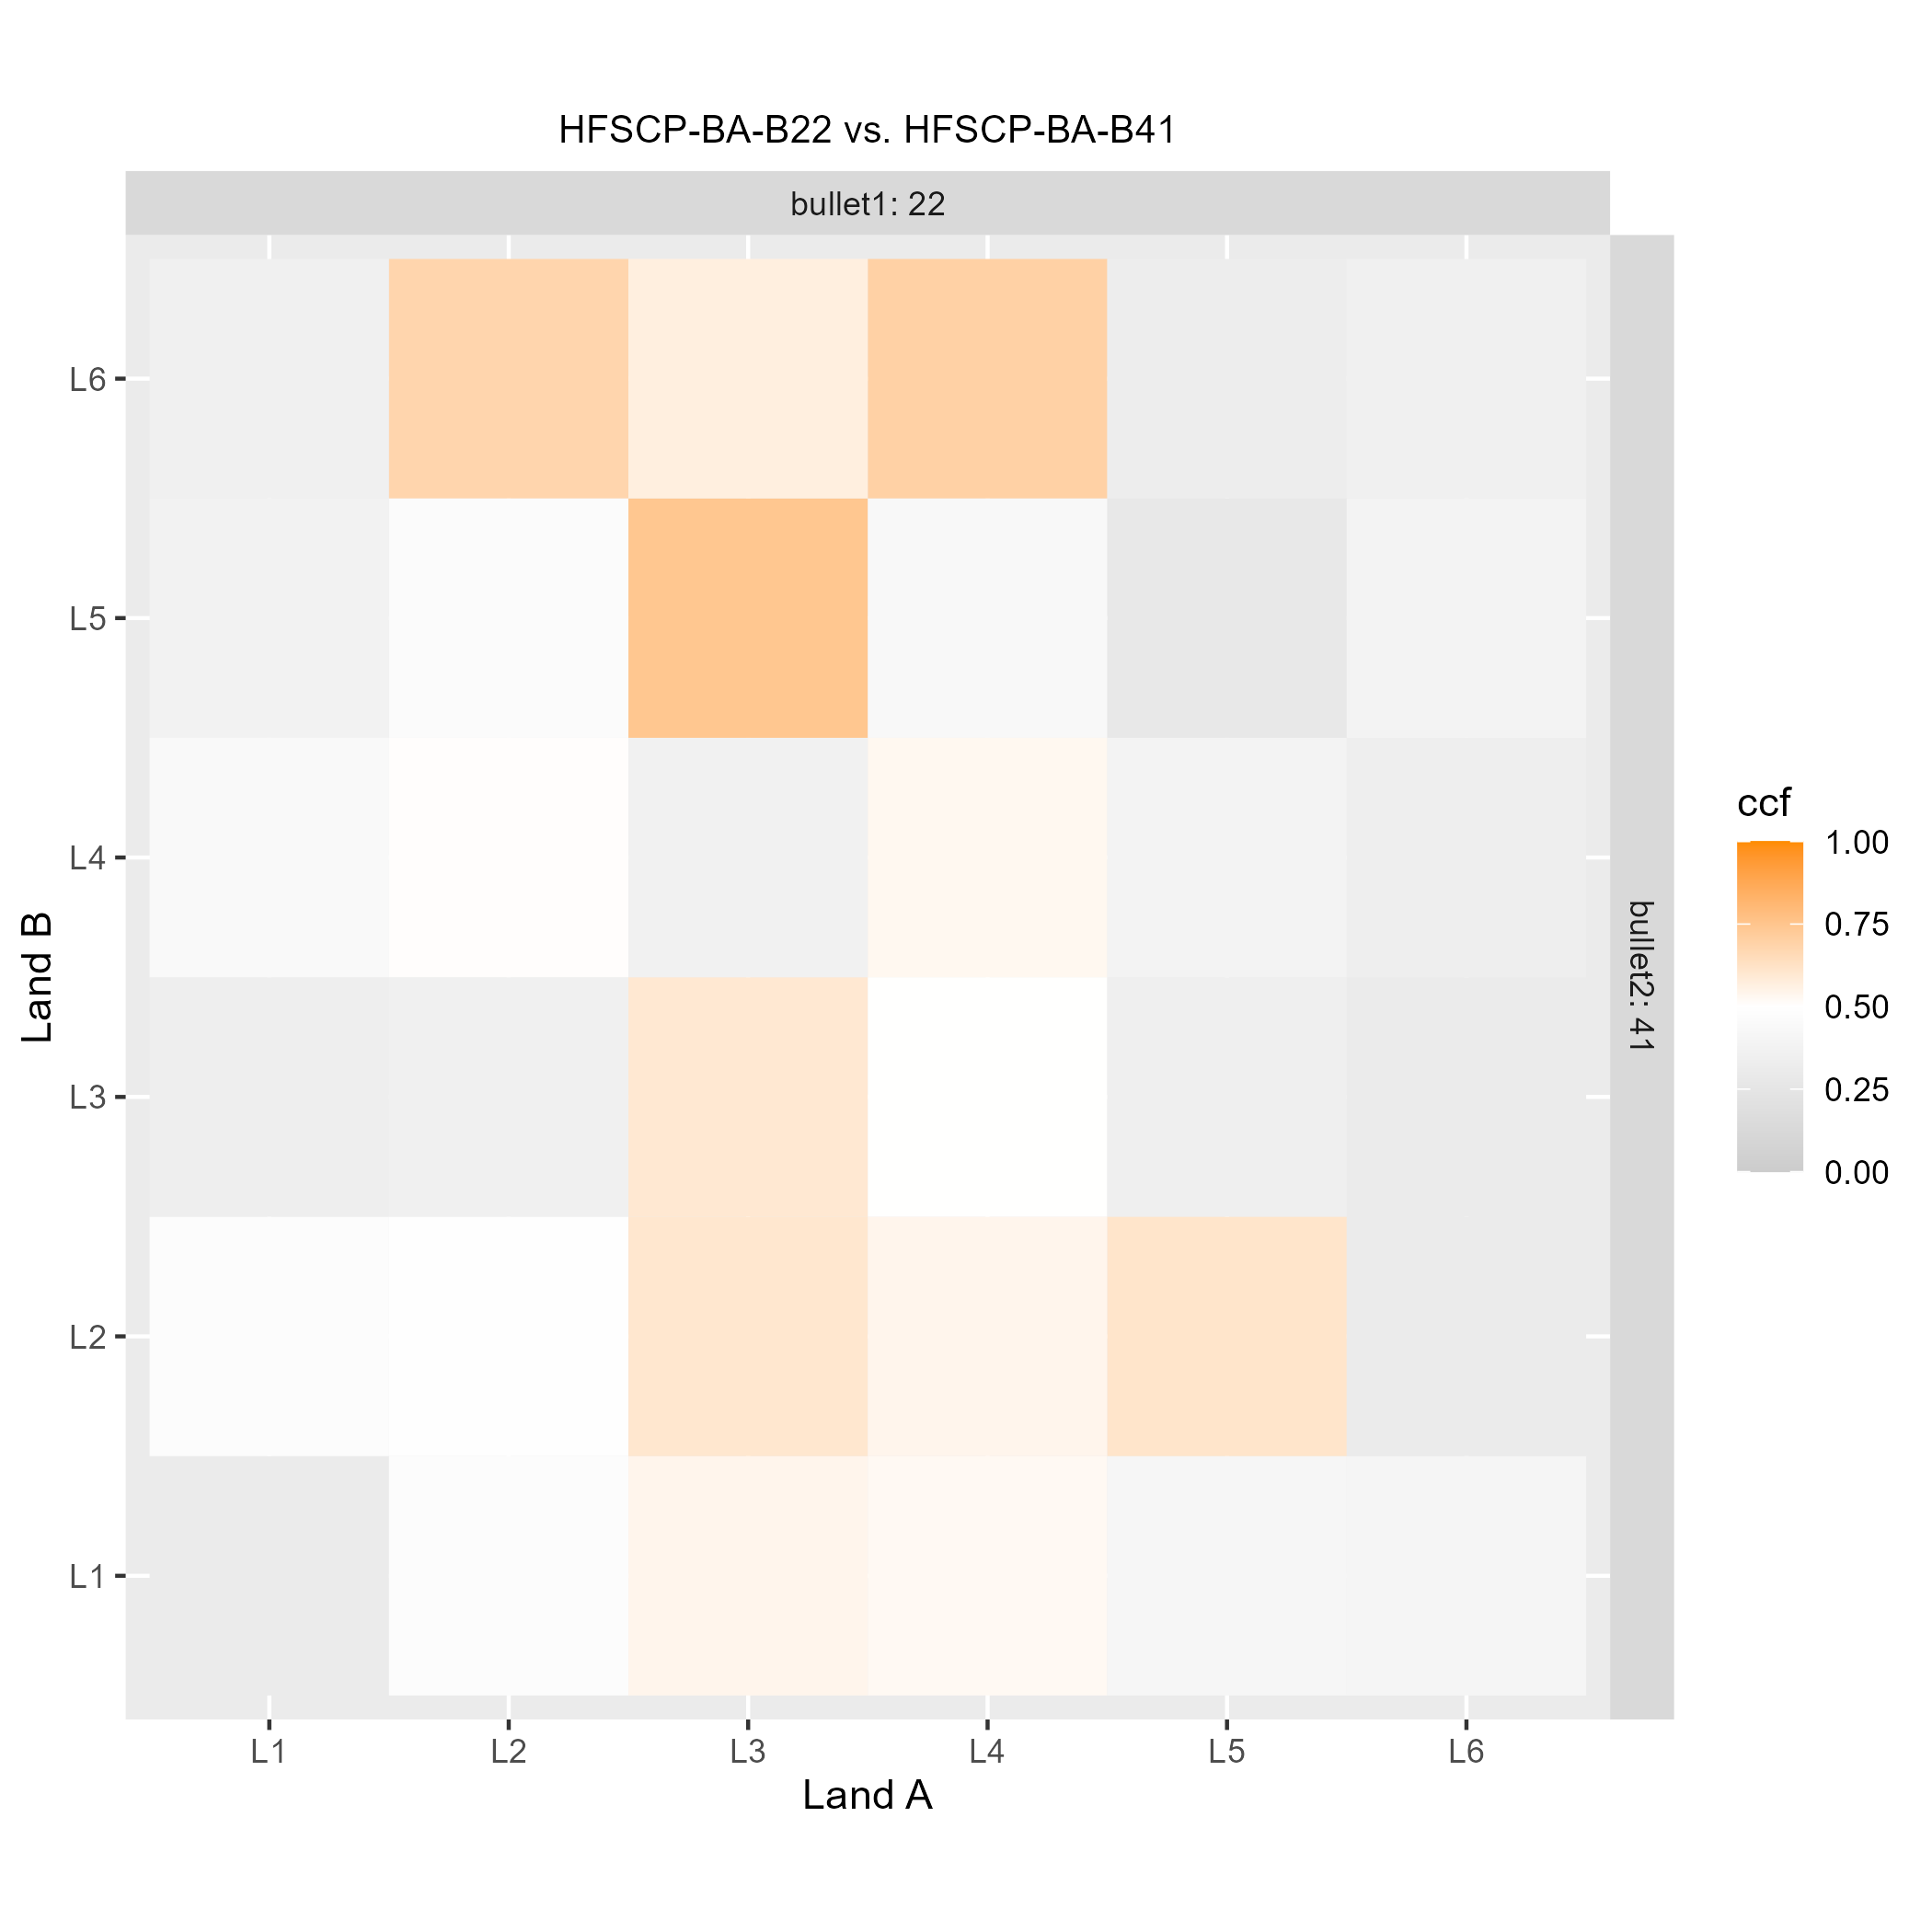 HFSCP-BA-B22 vs. HFSCP-BA-B41
bullet1: 22
L6
L5
L4
L3
L2
L1
Land B
bullet2: 41
L1 L2 L3 L4 L5 L6
Land A
ccf
1.00
0.75
0.50
0.25
0.00